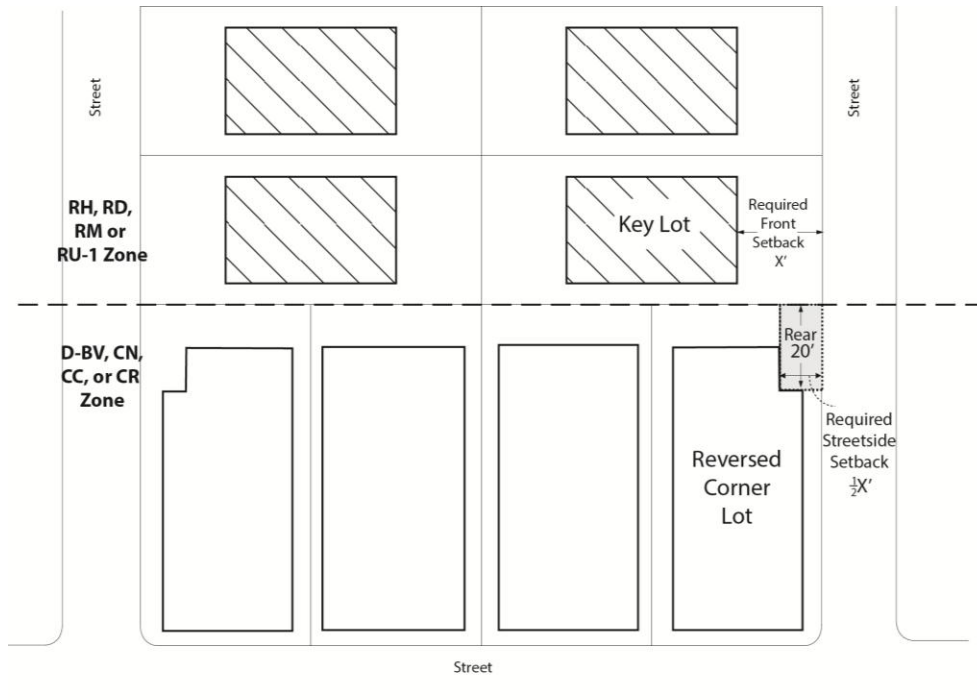 Street
Street
RH, RD,
RM or
RU-1 Zone
Key Lot
Required
Front
Setback
X'
D-BV, CN,
CC, or CR
Zone
Rear
20'
Required
Streetside
Setback
½X'
Reversed
Corner
Lot
Street